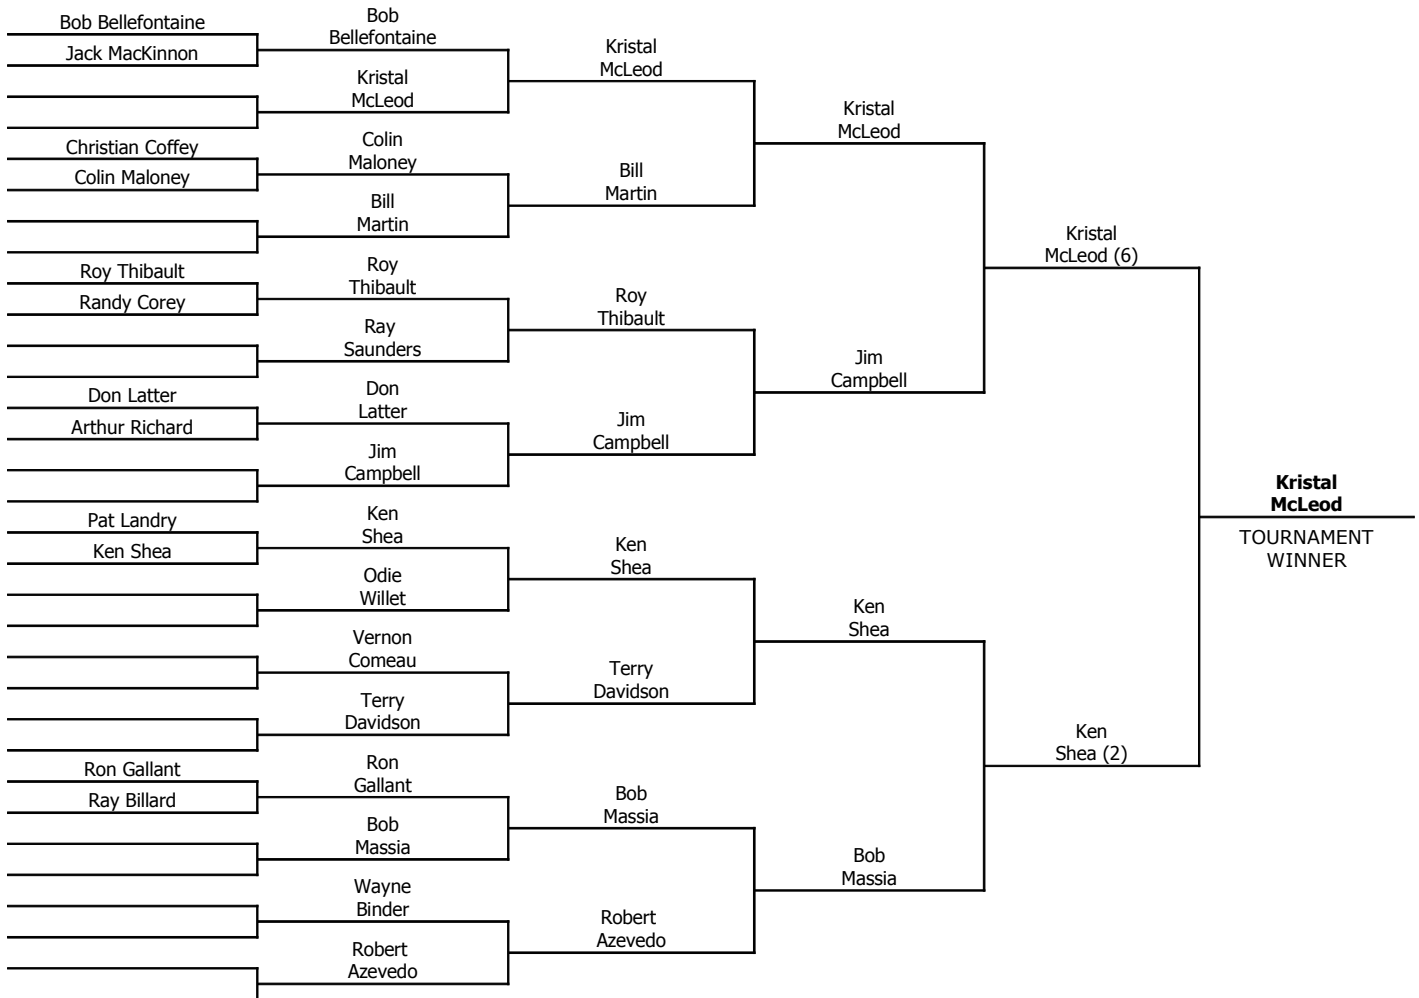 Bob Bellefontaine
Jack MacKinnon
Christian Coffey
Colin Maloney
Roy Thibault
Randy Corey
Don Latter
Arthur Richard
Pat Landry
Ken Shea
Ron Gallant
Ray Billard
Bob
Bellefontaine
Kristal
McLeod
Colin
Maloney
Bill
Martin
Roy
Thibault
Ray
Saunders
Don
Latter
Jim
Campbell
Ken
Shea
Odie
Willet
Vernon
Comeau
Terry
Davidson
Ron
Gallant
Bob
Massia
Wayne
Binder
Robert
Azevedo
Kristal
McLeod
Bill
Martin
Roy
Thibault
Jim
Campbell
Ken
Shea
Terry
Davidson
Bob
Massia
Robert
Azevedo
Kristal
McLeod
Jim
Campbell
Ken
Shea
Bob
Massia
Kristal
McLeod (6)
Ken
Shea (2)
Kristal
McLeod
TOURNAMENT
WINNER